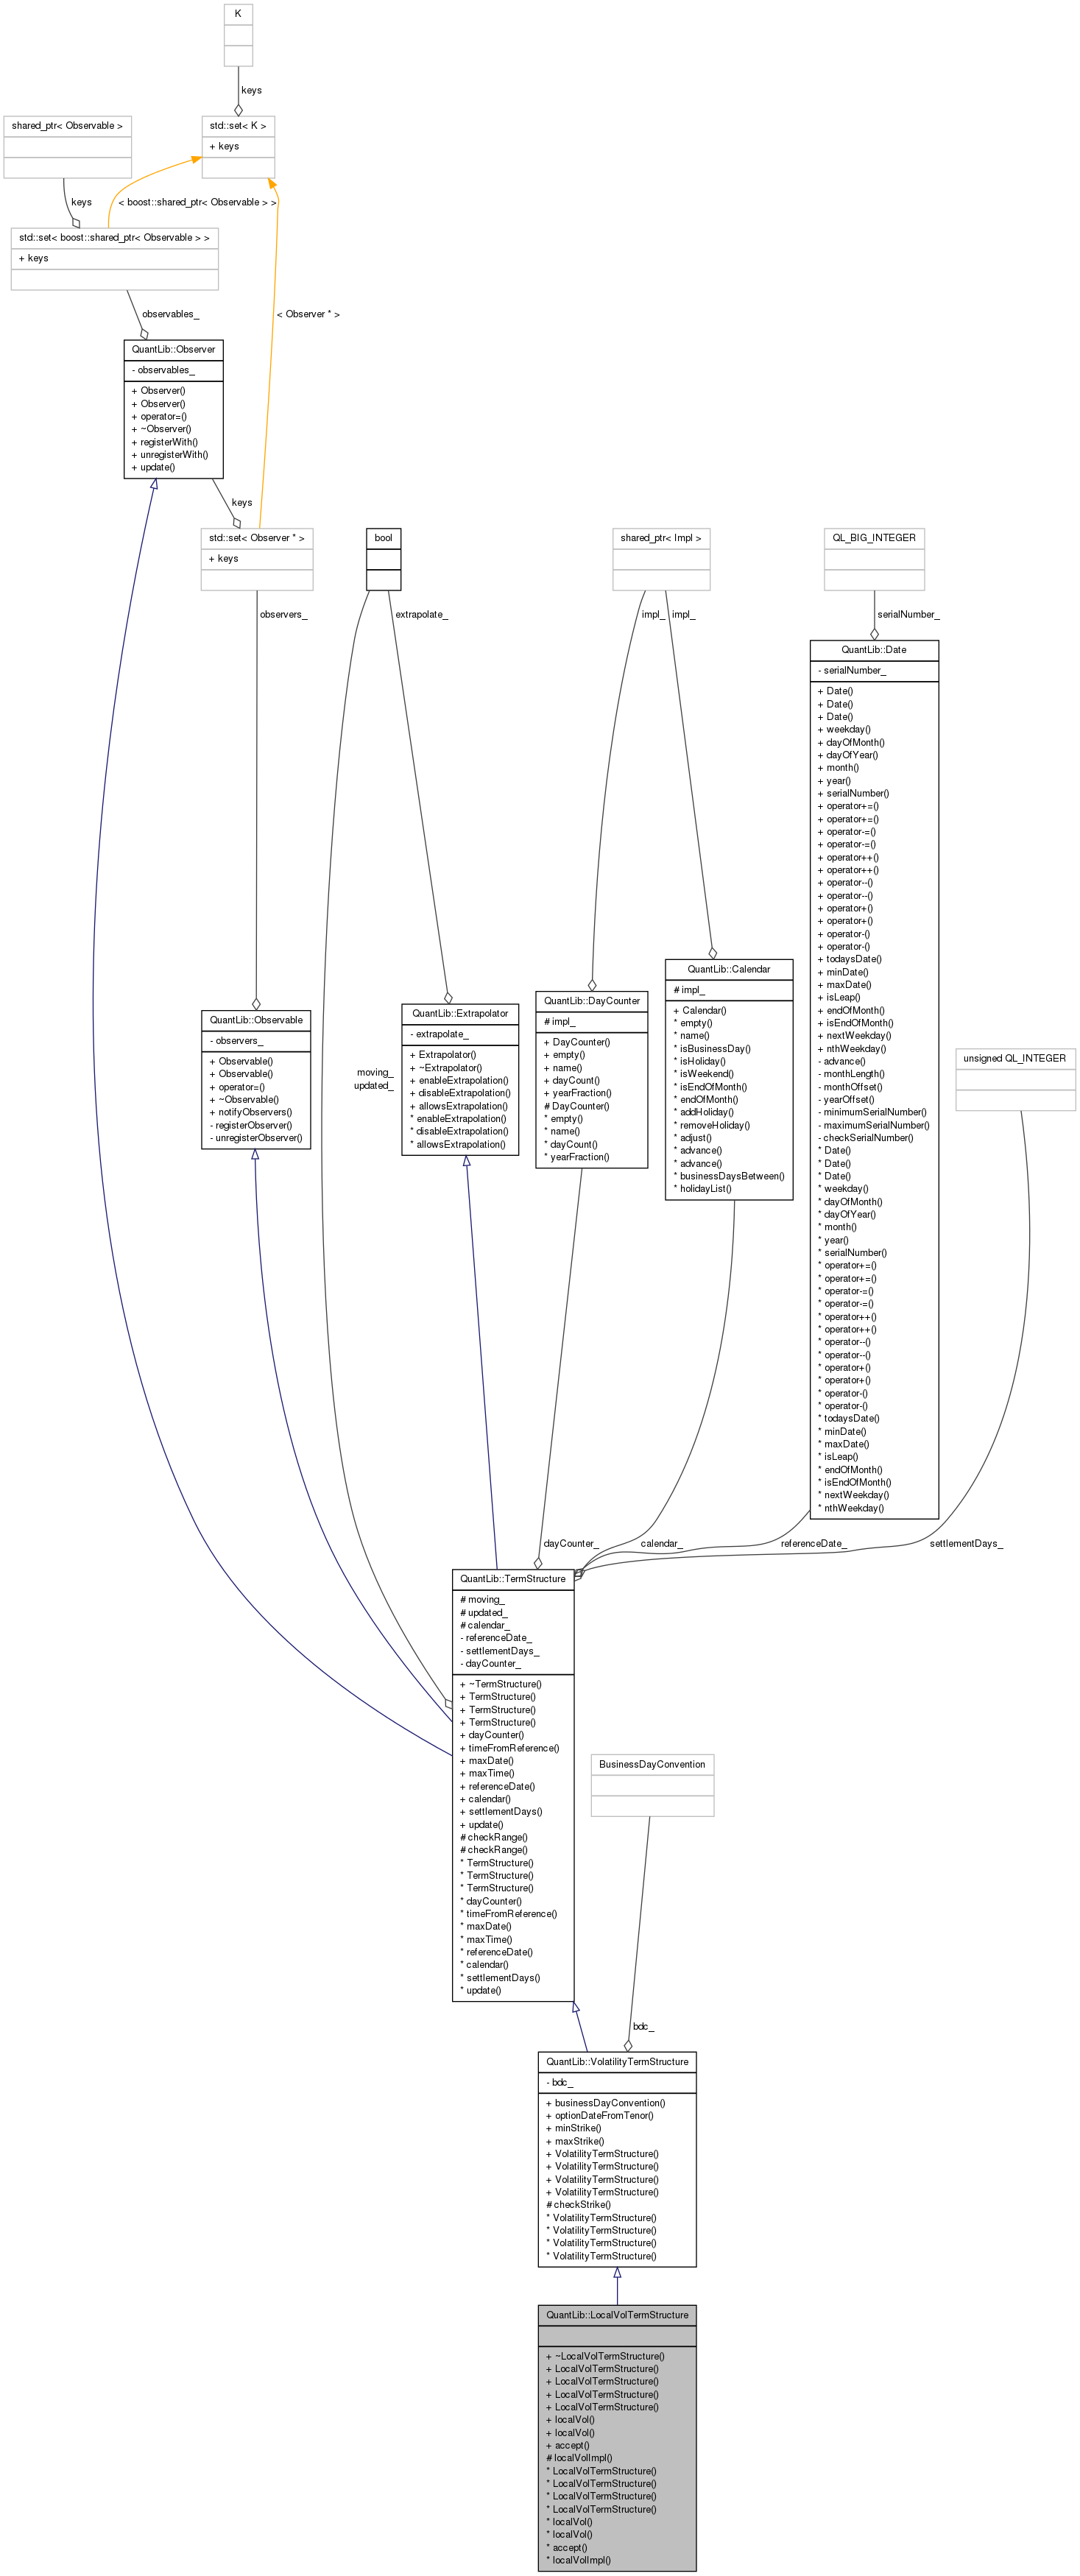 K
keys
shared_ptr< Observable >
std::set< K >
+ keys
keys
< boost::shared_ptr< Observable > >
std::set< boost::shared_ptr< Observable > >
+ keys
observables_
< Observer * >
QuantLib::Observer
- observables_
+ Observer()
+ Observer()
+ operator=()
+ ~Observer()
+ registerWith()
+ unregisterWith()
+ update()
keys
std::set< Observer * >
+ keys
observers_
bool
extrapolate_
shared_ptr< Impl >
impl_
impl_
QL_BIG_INTEGER
serialNumber_
QuantLib::Date
- serialNumber_
+ Date()
+ Date()
+ Date()
+ weekday()
+ dayOfMonth()
+ dayOfYear()
+ month()
+ year()
+ serialNumber()
+ operator+=()
+ operator+=()
+ operator-=()
+ operator-=()
+ operator++()
+ operator++()
+ operator--()
+ operator--()
+ operator+()
+ operator+()
+ operator-()
+ operator-()
+ todaysDate()
+ minDate()
+ maxDate()
+ isLeap()
+ endOfMonth()
+ isEndOfMonth()
+ nextWeekday()
+ nthWeekday()
- advance()
- monthLength()
- monthOffset()
- yearOffset()
- minimumSerialNumber()
- maximumSerialNumber()
- checkSerialNumber()
* Date()
* Date()
* Date()
* weekday()
* dayOfMonth()
* dayOfYear()
* month()
* year()
* serialNumber()
* operator+=()
* operator+=()
* operator-=()
* operator-=()
* operator++()
* operator++()
* operator--()
* operator--()
* operator+()
* operator+()
* operator-()
* operator-()
* todaysDate()
* minDate()
* maxDate()
* isLeap()
* endOfMonth()
* isEndOfMonth()
* nextWeekday()
* nthWeekday()
QuantLib::Calendar
# impl_
+ Calendar()
* empty()
* name()
* isBusinessDay()
* isHoliday()
* isWeekend()
* isEndOfMonth()
* endOfMonth()
* addHoliday()
* removeHoliday()
* adjust()
* advance()
* advance()
* businessDaysBetween()
* holidayList()
QuantLib::DayCounter
# impl_
+ DayCounter()
+ empty()
+ name()
+ dayCount()
+ yearFraction()
# DayCounter()
* empty()
* name()
* dayCount()
* yearFraction()
QuantLib::Extrapolator
- extrapolate_
+ Extrapolator()
+ ~Extrapolator()
+ enableExtrapolation()
+ disableExtrapolation()
+ allowsExtrapolation()
* enableExtrapolation()
* disableExtrapolation()
* allowsExtrapolation()
QuantLib::Observable
- observers_
+ Observable()
+ Observable()
+ operator=()
+ ~Observable()
+ notifyObservers()
- registerObserver()
- unregisterObserver()
moving_
updated_
unsigned QL_INTEGER
dayCounter_
calendar_
referenceDate_
settlementDays_
QuantLib::TermStructure
# moving_
# updated_
# calendar_
- referenceDate_
- settlementDays_
- dayCounter_
+ ~TermStructure()
+ TermStructure()
+ TermStructure()
+ TermStructure()
+ dayCounter()
+ timeFromReference()
+ maxDate()
+ maxTime()
+ referenceDate()
+ calendar()
+ settlementDays()
+ update()
# checkRange()
# checkRange()
* TermStructure()
* TermStructure()
* TermStructure()
* dayCounter()
* timeFromReference()
* maxDate()
* maxTime()
* referenceDate()
* calendar()
* settlementDays()
* update()
BusinessDayConvention
bdc_
QuantLib::VolatilityTermStructure
- bdc_
+ businessDayConvention()
+ optionDateFromTenor()
+ minStrike()
+ maxStrike()
+ VolatilityTermStructure()
+ VolatilityTermStructure()
+ VolatilityTermStructure()
+ VolatilityTermStructure()
# checkStrike()
* VolatilityTermStructure()
* VolatilityTermStructure()
* VolatilityTermStructure()
* VolatilityTermStructure()
QuantLib::LocalVolTermStructure
+ ~LocalVolTermStructure()
+ LocalVolTermStructure()
+ LocalVolTermStructure()
+ LocalVolTermStructure()
+ LocalVolTermStructure()
+ localVol()
+ localVol()
+ accept()
# localVolImpl()
* LocalVolTermStructure()
* LocalVolTermStructure()
* LocalVolTermStructure()
* LocalVolTermStructure()
* localVol()
* localVol()
* accept()
* localVolImpl()